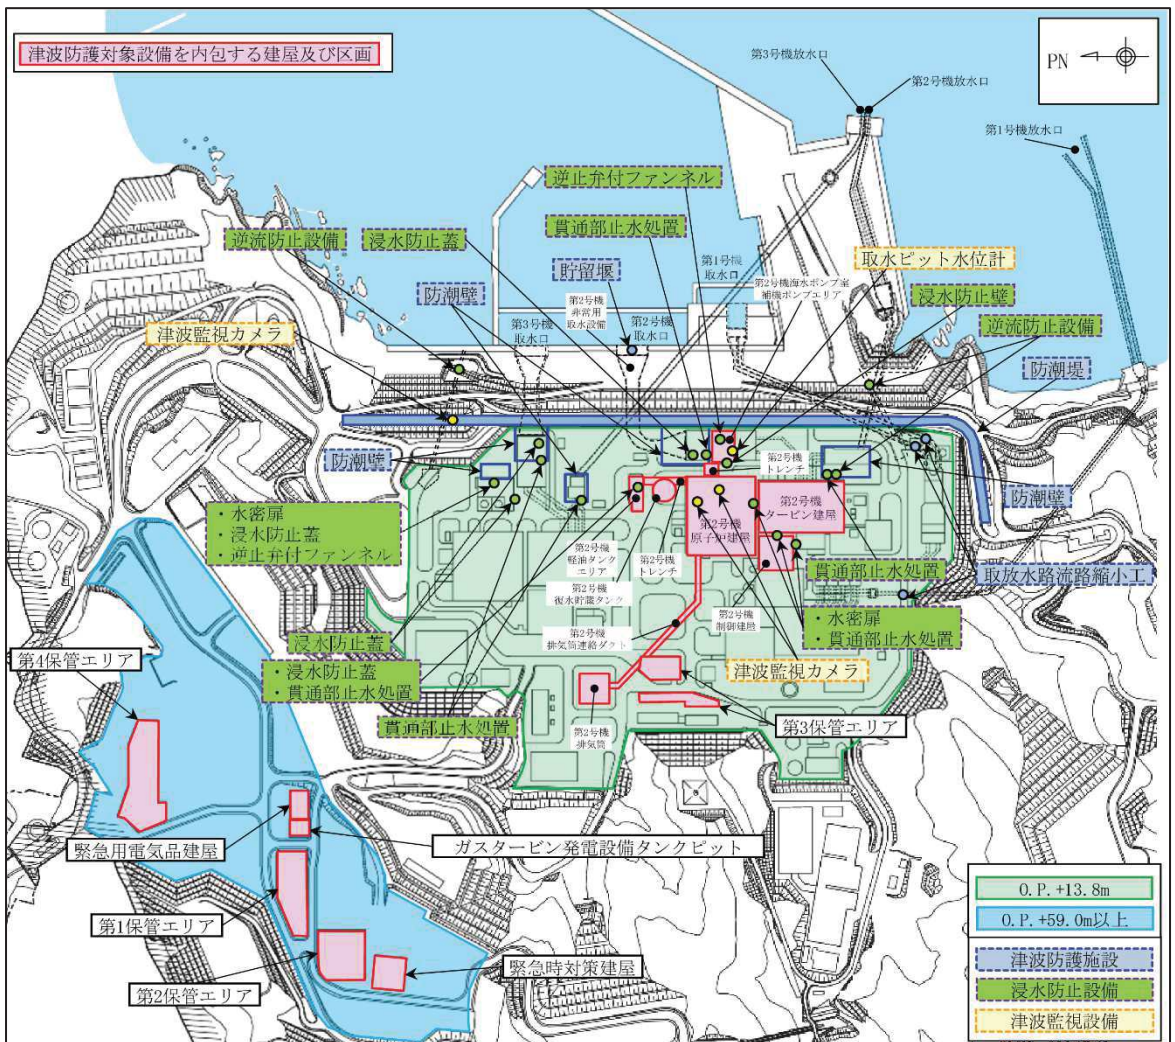 津波防護対象設備を内包する建屋及び区画
PN
第3号機放水口
第2号機放水口
第1号機放水口
逆止弁付ファンネル
貫通部止水処置
浸水防止蓋
逆流防止設備
貯留堰
防潮壁
津波監視カメラ
第1号機
取水口
第2号機海水ポンプ室
補機ポンプエリア
取水ピット水位計
浸水防止壁
逆流防止設備
防潮堤
第2号機
非常用
取水設備
第3号機
取水口
第2号機
取水口
防潮壁
・水密扉
・浸水防止蓋
・逆止弁付ファンネル
第2号機
トレンチ
第2号機
タービン建屋
第2号機
原子炉建屋
防潮壁
第2号機
軽油タンク
エリア
第2号機
トレンチ
第2号機
復水貯蔵タンク
貫通部止水処置
取放水路流路縮小工
第2号機
制御建屋
・水密扉
・貫通部止水処置
第2号機
排気筒連絡ダクト
浸水防止蓋
・浸水防止蓋
・貫通部止水処置
津波監視カメラ
貫通部止水処置
第3保管エリア
第2号機
排気筒
第4保管エリア
緊急用電気品建屋
ガスタービン発電設備タンクピット
第1保管エリア
第2保管エリア
緊急時対策建屋
O.P.+13.8m
O.P.+59.0m以上
津波防護施設
浸水防止設備
津波監視設備